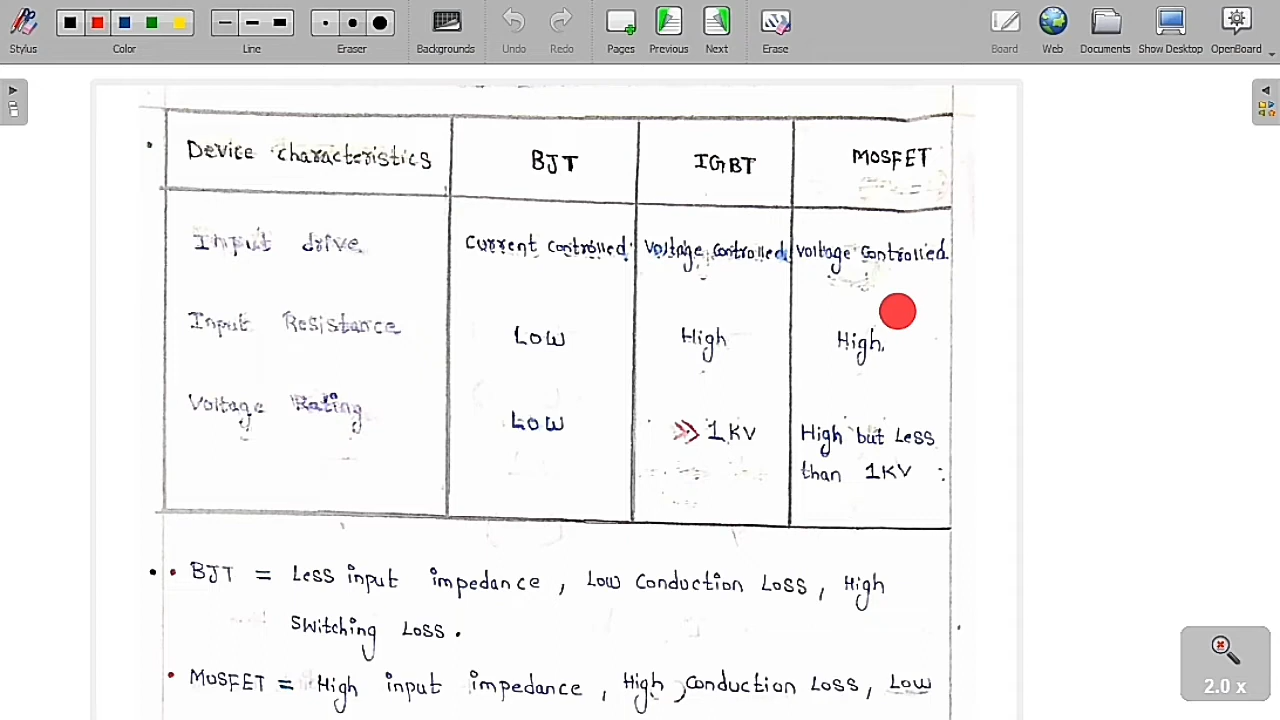 Stylus
Color
Line
Eraser
Backgrounds
Undo
Redo
Pages
Previous
Next
Erase
Board
Web
Documents
Show Desktop
OpenBoard
Device characteristics BJT IGBT MOSFET
Input drive Current controlled Voltage controlled Voltage controlled
Input Resistance Low High High
Voltage Rating Low >> 1KV High but Less
than 1KV
• BJT = Less input impedance , Low Conduction Loss , High
Switching Loss .
• MOSFET = High input impedance , High Conduction Loss , Low
2.0 x